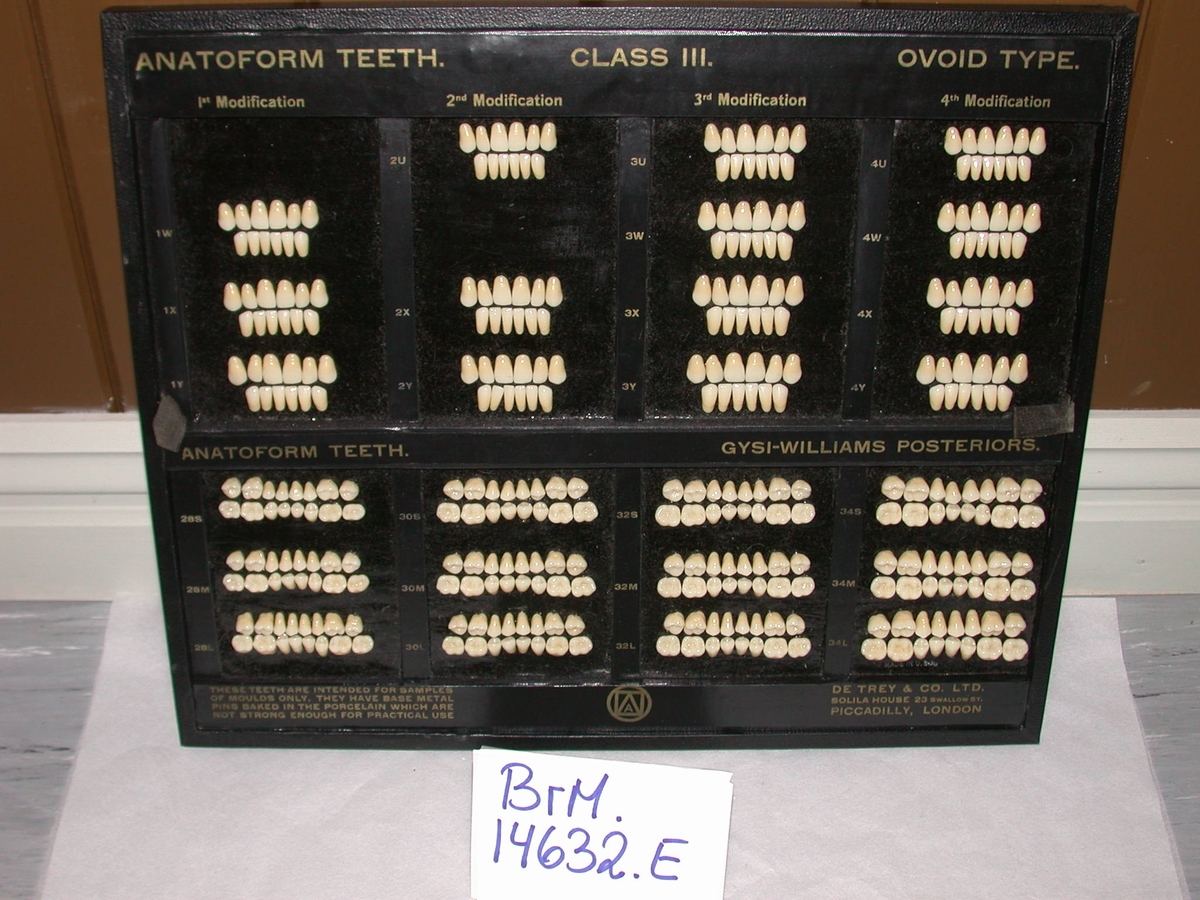 ANATOFORM TEETH. CLASS III. OVOID TYPE.
1st Modification 2nd Modification 3rd Modification 4th Modification
2U 3U 4U
1W 3W 4W
1X 2X 3X 4X
1Y 2Y 3Y 4Y
ANATOFORM TEETH. GYSI-WILLIAMS POSTERIORS.
28S 30S 32S 34S
28M 30M 32M 34M
28L 30L 32L 34L
MADE IN U.
THESE TEETH ARE INTENDED FOR SAMPLES
OF MOULDS ONLY, THEY HAVE BASE METAL
PINS BAKED IN THE PORCELAIN WHICH ARE
NOT STRONG ENOUGH FOR PRACTICAL USE
DE TREY & CO. LTD.
SOLILA HOUSE 23 SWALLOW ST.
PICCADILLY, LONDON
BrM.
14632.E